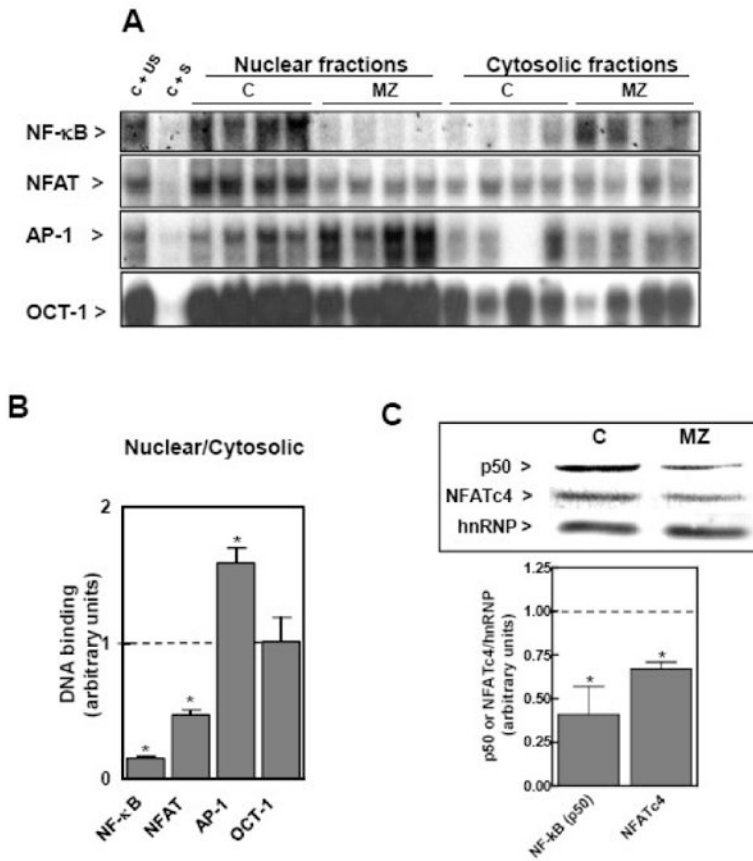 A
C + US
C + S
Nuclear fractions
Cytosolic fractions
C
MZ
C
MZ
NF-κB >
NFAT >
AP-1 >
OCT-1 >
B
Nuclear/Cytosolic
DNA binding
(arbitrary units)
2
1
0
*
*
*
NF-κB
NFAT
AP-1
OCT-1
C
C MZ
p50 >
NFATc4 >
hnRNP >
p50 or NFATc4/hnRNP
(arbitrary units)
1.25
1.00
0.75
0.50
0.25
0.00
*
*
NF-kB (p50)
NFATc4